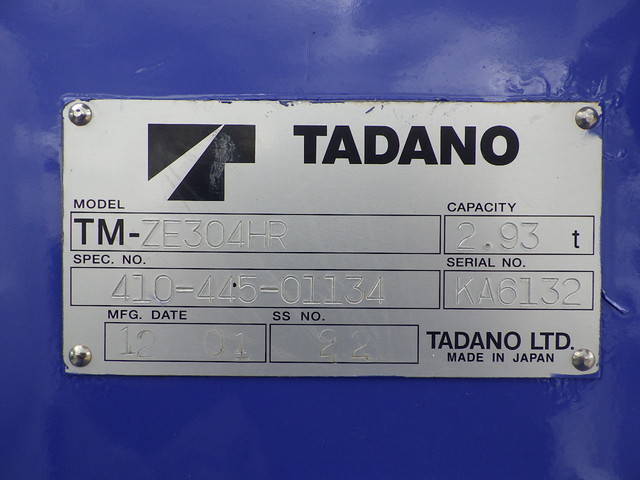 TADANO
MODEL
TM-ZE304HR
CAPACITY
2.93 t
SPEC. NO.
410-445-01134
SERIAL NO.
KA6132
MFG. DATE
12 01
SS NO.
22
TADANO LTD.
MADE IN JAPAN